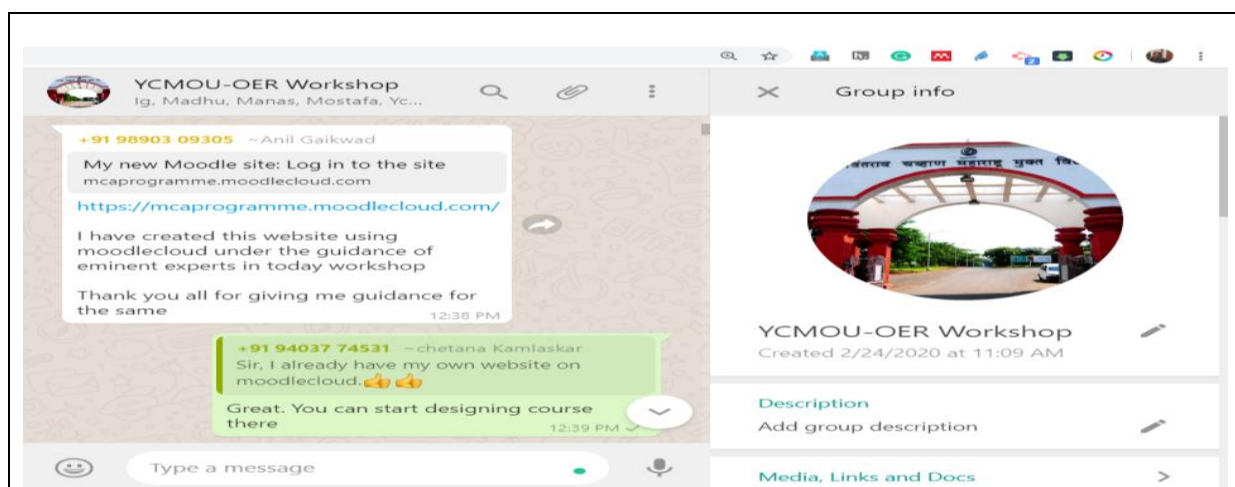 YCMOU-OER Workshop
Ig, Madhu, Manas, Mostafa, Yc...
+91 98903 09305 ~Anil Gaikwad
My new Moodle site: Log in to the site
mcaprogramme.moodlecloud.com
https://mcaprogramme.moodlecloud.com/
I have created this website using
moodlecloud under the guidance of
eminent experts in today workshop
Thank you all for giving me guidance for
the same
12:38 PM
+91 94037 74531 ~chetana Kamlaskar
Sir, I already have my own website on
moodlecloud.👍👍
Great. You can start designing course
there
12:39 PM
Type a message
2
Group info
चव्हाण महाराष्ट्र मुक्त
YCMOU-OER Workshop
Created 2/24/2020 at 11:09 AM
Description
Add group description
Media, Links and Docs